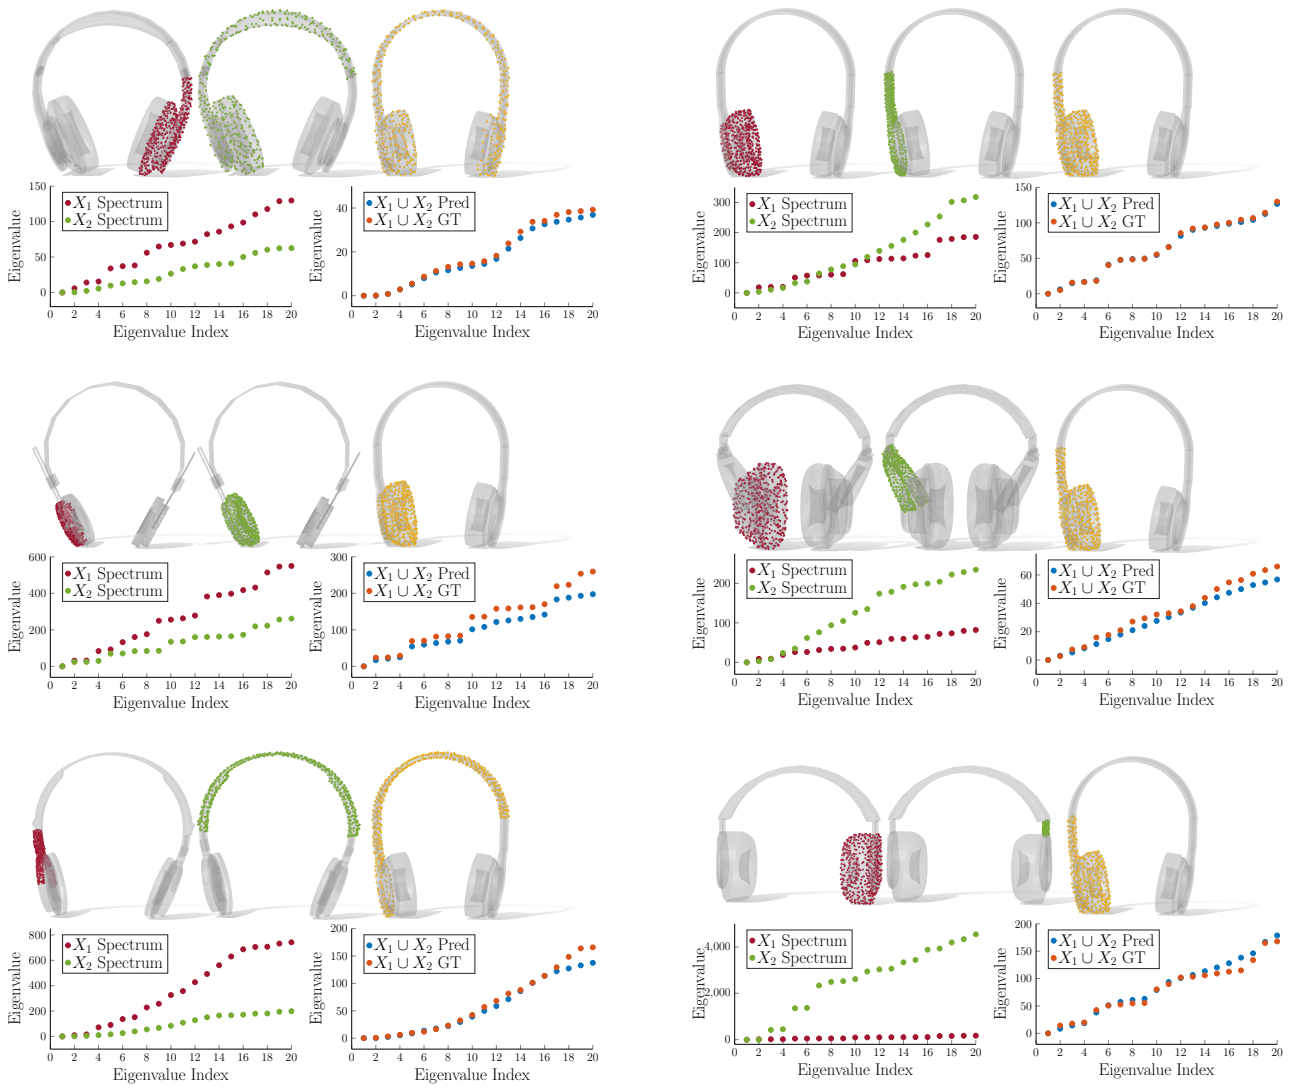 150
100
50
0
Eigenvalue
X₁ Spectrum
X₂ Spectrum
0 2 4 6 8 10 12 14 16 18 20
Eigenvalue Index
40
20
0
Eigenvalue
X₁ ∪ X₂ Pred
X₁ ∪ X₂ GT
0 2 4 6 8 10 12 14 16 18 20
Eigenvalue Index
300
200
100
0
Eigenvalue
X₁ Spectrum
X₂ Spectrum
0 2 4 6 8 10 12 14 16 18 20
Eigenvalue Index
150
100
50
0
Eigenvalue
X₁ ∪ X₂ Pred
X₁ ∪ X₂ GT
0 2 4 6 8 10 12 14 16 18 20
Eigenvalue Index
600
400
200
0
Eigenvalue
X₁ Spectrum
X₂ Spectrum
0 2 4 6 8 10 12 14 16 18 20
Eigenvalue Index
300
200
100
0
Eigenvalue
X₁ ∪ X₂ Pred
X₁ ∪ X₂ GT
0 2 4 6 8 10 12 14 16 18 20
Eigenvalue Index
200
100
0
Eigenvalue
X₁ Spectrum
X₂ Spectrum
0 2 4 6 8 10 12 14 16 18 20
Eigenvalue Index
60
40
20
0
Eigenvalue
X₁ ∪ X₂ Pred
X₁ ∪ X₂ GT
0 2 4 6 8 10 12 14 16 18 20
Eigenvalue Index
800
600
400
200
0
Eigenvalue
X₁ Spectrum
X₂ Spectrum
0 2 4 6 8 10 12 14 16 18 20
Eigenvalue Index
200
150
100
50
0
Eigenvalue
X₁ ∪ X₂ Pred
X₁ ∪ X₂ GT
0 2 4 6 8 10 12 14 16 18 20
Eigenvalue Index
4,000
2,000
0
Eigenvalue
X₁ Spectrum
X₂ Spectrum
0 2 4 6 8 10 12 14 16 18 20
Eigenvalue Index
200
150
100
50
0
Eigenvalue
X₁ ∪ X₂ Pred
X₁ ∪ X₂ GT
0 2 4 6 8 10 12 14 16 18 20
Eigenvalue Index